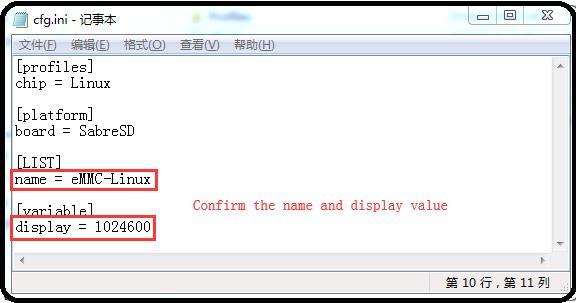 cfg.ini - 记事本
文件(F) 编辑(E) 格式(O) 查看(V) 帮助(H)
[profiles]
chip = Linux
[platform]
board = SabreSD
[LIST]
name = eMMC-Linux
[variable]
Confirm the name and display value
display = 1024600
第 10 行，第 11 列